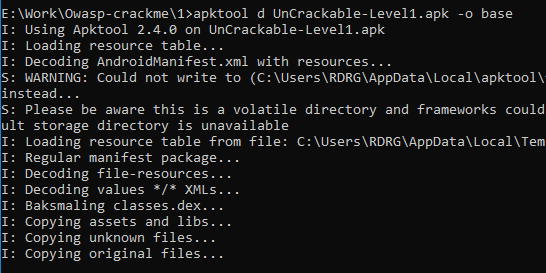 E:\Work\Owasp-crackme\1>apktool d UnCrackable-Level1.apk -o base
I: Using Apktool 2.4.0 on UnCrackable-Level1.apk
I: Loading resource table...
I: Decoding AndroidManifest.xml with resources...
S: WARNING: Could not write to (C:\Users\RDRG\AppData\Local\apktool\
instead...
S: Please be aware this is a volatile directory and frameworks could
ult storage directory is unavailable
I: Loading resource table from file: C:\Users\RDRG\AppData\Local\Tem
I: Regular manifest package...
I: Decoding file-resources...
I: Decoding values */* XMLs...
I: Baksmaling classes.dex...
I: Copying assets and libs...
I: Copying unknown files...
I: Copying original files...